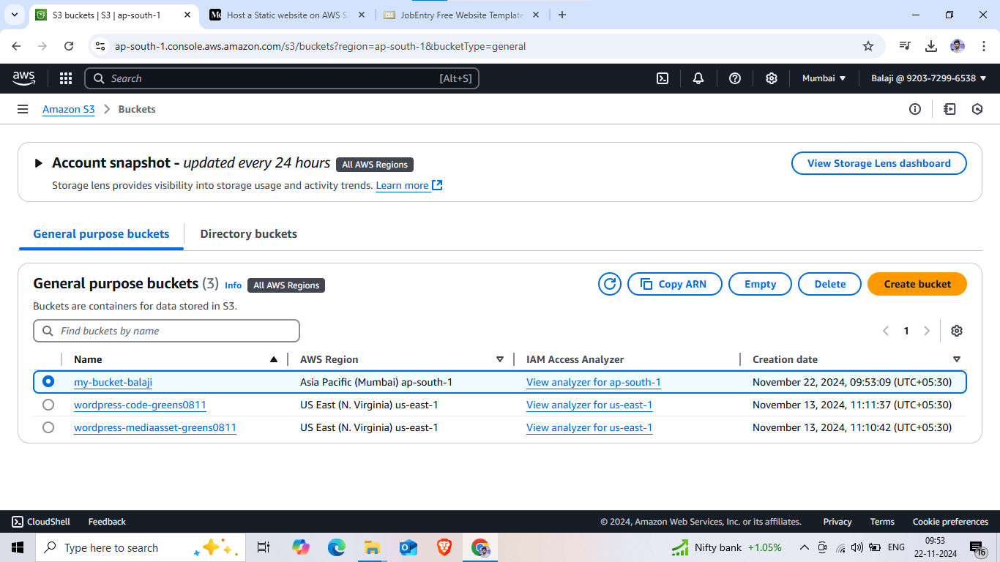 S3 buckets | S3 | ap-south-1
Host a Static website on AWS S
JobEntry Free Website Template
ap-south-1.console.aws.amazon.com/s3/buckets?region=ap-south-1&bucketType=general
aws
Search
[Alt+S]
Mumbai
Balaji @ 9203-7299-6538
Amazon S3
Buckets
Account snapshot - updated every 24 hours
All AWS Regions
View Storage Lens dashboard
Storage lens provides visibility into storage usage and activity trends. Learn more
General purpose buckets
Directory buckets
General purpose buckets (3) Info All AWS Regions
Copy ARN
Empty
Delete
Create bucket
Buckets are containers for data stored in S3.
Find buckets by name
1
Name
AWS Region
IAM Access Analyzer
Creation date
my-bucket-balaji
Asia Pacific (Mumbai) ap-south-1
View analyzer for ap-south-1
November 22, 2024, 09:53:09 (UTC+05:30)
wordpress-code-greens0811
US East (N. Virginia) us-east-1
View analyzer for us-east-1
November 13, 2024, 11:11:37 (UTC+05:30)
wordpress-mediaasset-greens0811
US East (N. Virginia) us-east-1
View analyzer for us-east-1
November 13, 2024, 11:10:42 (UTC+05:30)
CloudShell
Feedback
© 2024, Amazon Web Services, Inc. or its affiliates.
Privacy
Terms
Cookie preferences
Type here to search
Nifty bank +1.05%
ENG
09:53
22-11-2024
16